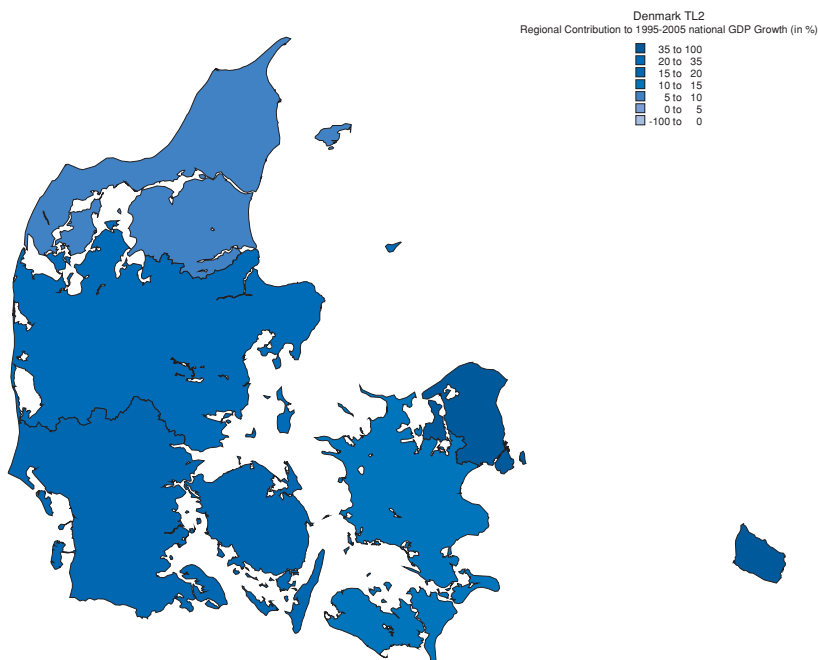 Denmark TL2
Regional Contribution to 1995-2005 national GDP Growth (in %)
35 to 100
20 to 35
15 to 20
10 to 15
5 to 10
0 to 5
-100 to 0